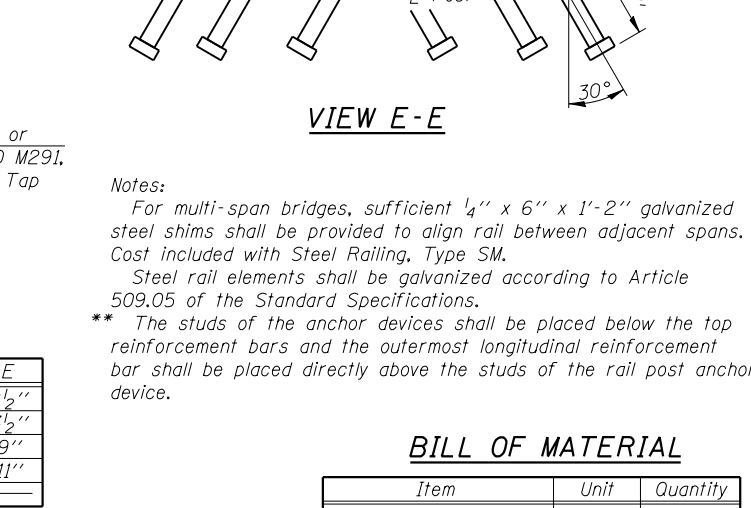 30°
VIEW E-E
or
M291,
Tap
Notes:
For multi-span bridges, sufficient 1/4'' x 6'' x 1'-2'' galvanized
steel shims shall be provided to align rail between adjacent spans.
Cost included with Steel Railing, Type SM.
Steel rail elements shall be galvanized according to Article
509.05 of the Standard Specifications.
** The studs of the anchor devices shall be placed below the top
reinforcement bars and the outermost longitudinal reinforcement
bar shall be placed directly above the studs of the rail post anchor
device.
E
1/2''
1/2''
9''
11''
BILL OF MATERIAL
Item Unit Quantity